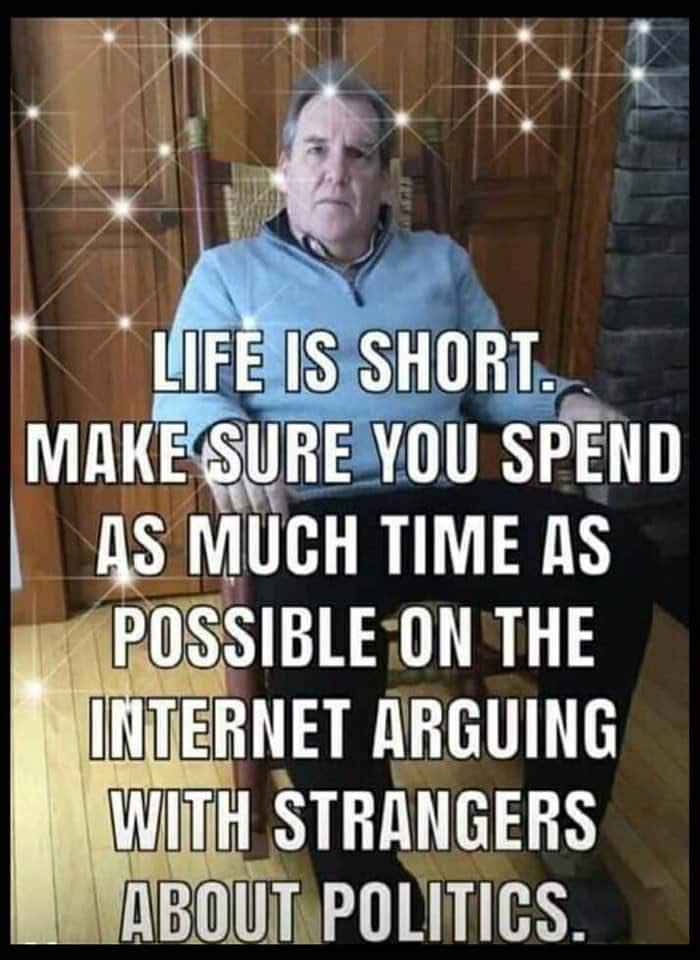 LIFE IS SHORT.
MAKE SURE YOU SPEND
AS MUCH TIME AS
POSSIBLE ON THE
INTERNET ARGUING
WITH STRANGERS
ABOUT POLITICS.